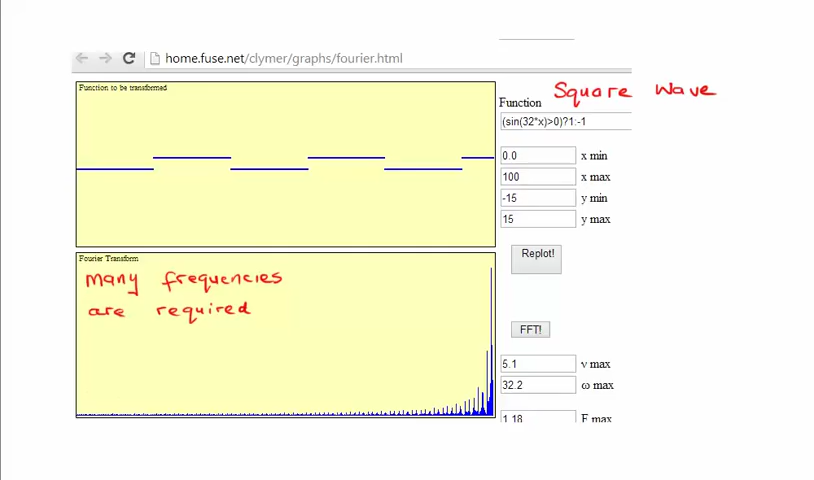 home.fuse.net/clymer/graphs/fourier.html
Function to be transformed
Square Wave
Function
(sin(32*x)>0)?1:-1
0.0 x min
100 x max
-15 y min
15 y max
Replot!
Fourier Transform
many frequencies
are required
FFT!
5.1 ν max
32.2 ω max
1.18 F max